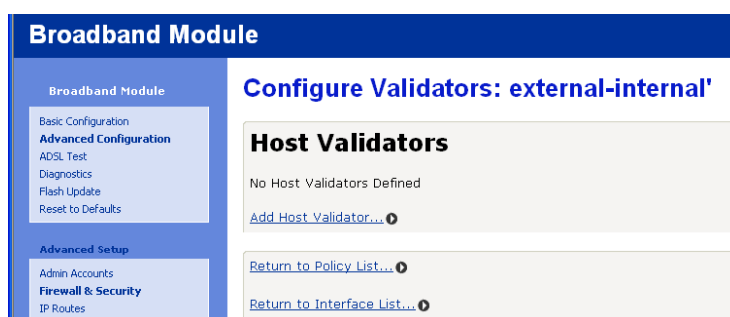 Broadband Module
Broadband Module
Basic Configuration
Advanced Configuration
ADSL Test
Diagnostics
Flash Update
Reset to Defaults
Advanced Setup
Admin Accounts
Firewall & Security
IP Routes
Configure Validators: external-internal'
Host Validators
No Host Validators Defined
Add Host Validator...
Return to Policy List...
Return to Interface List...